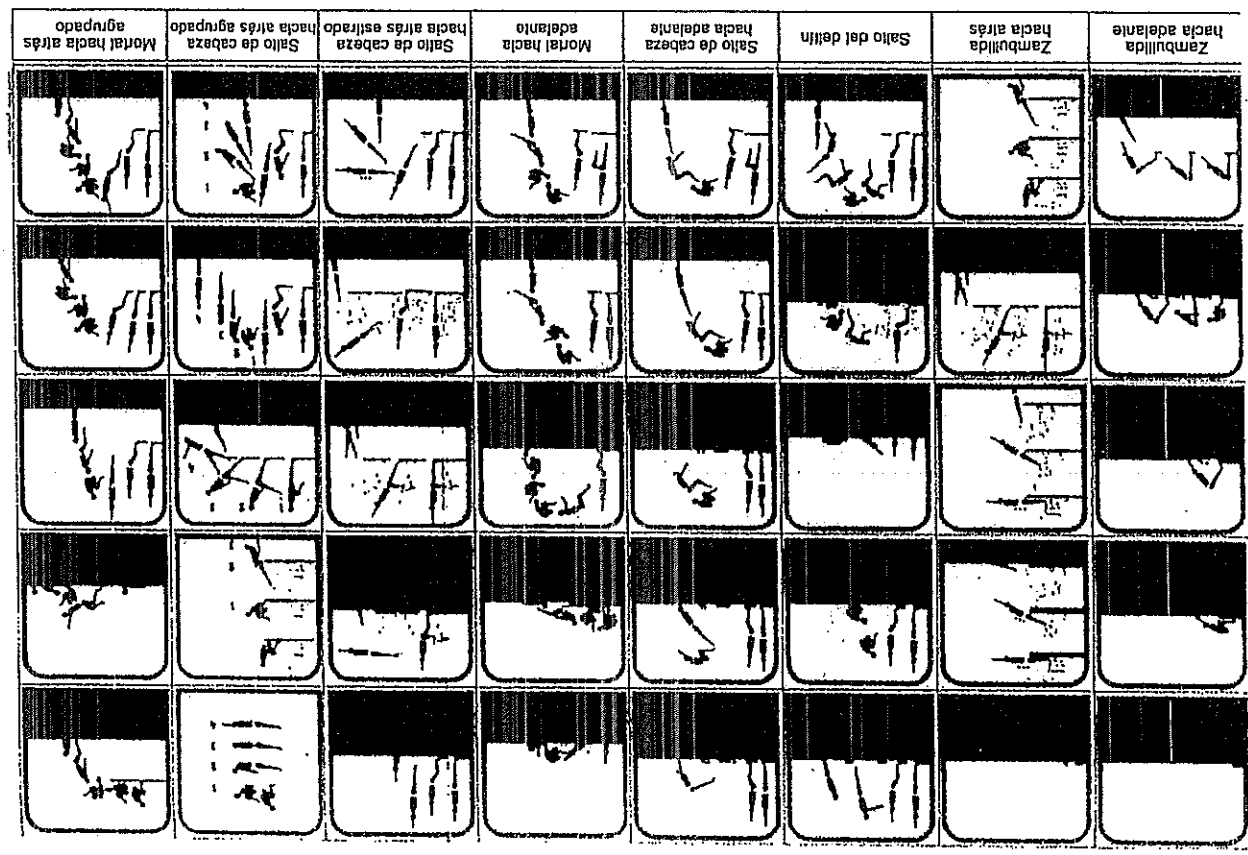 Zambullida
hacia adelante
Zambullida
hacia atrás
Salto del delfín
Salto de cabeza
hacia adelante
Mortal hacia
adelante
Salto de cabeza
hacia atrás estirado
Salto de cabeza
hacia atrás agrupado
Mortal hacia atrás
agrupado